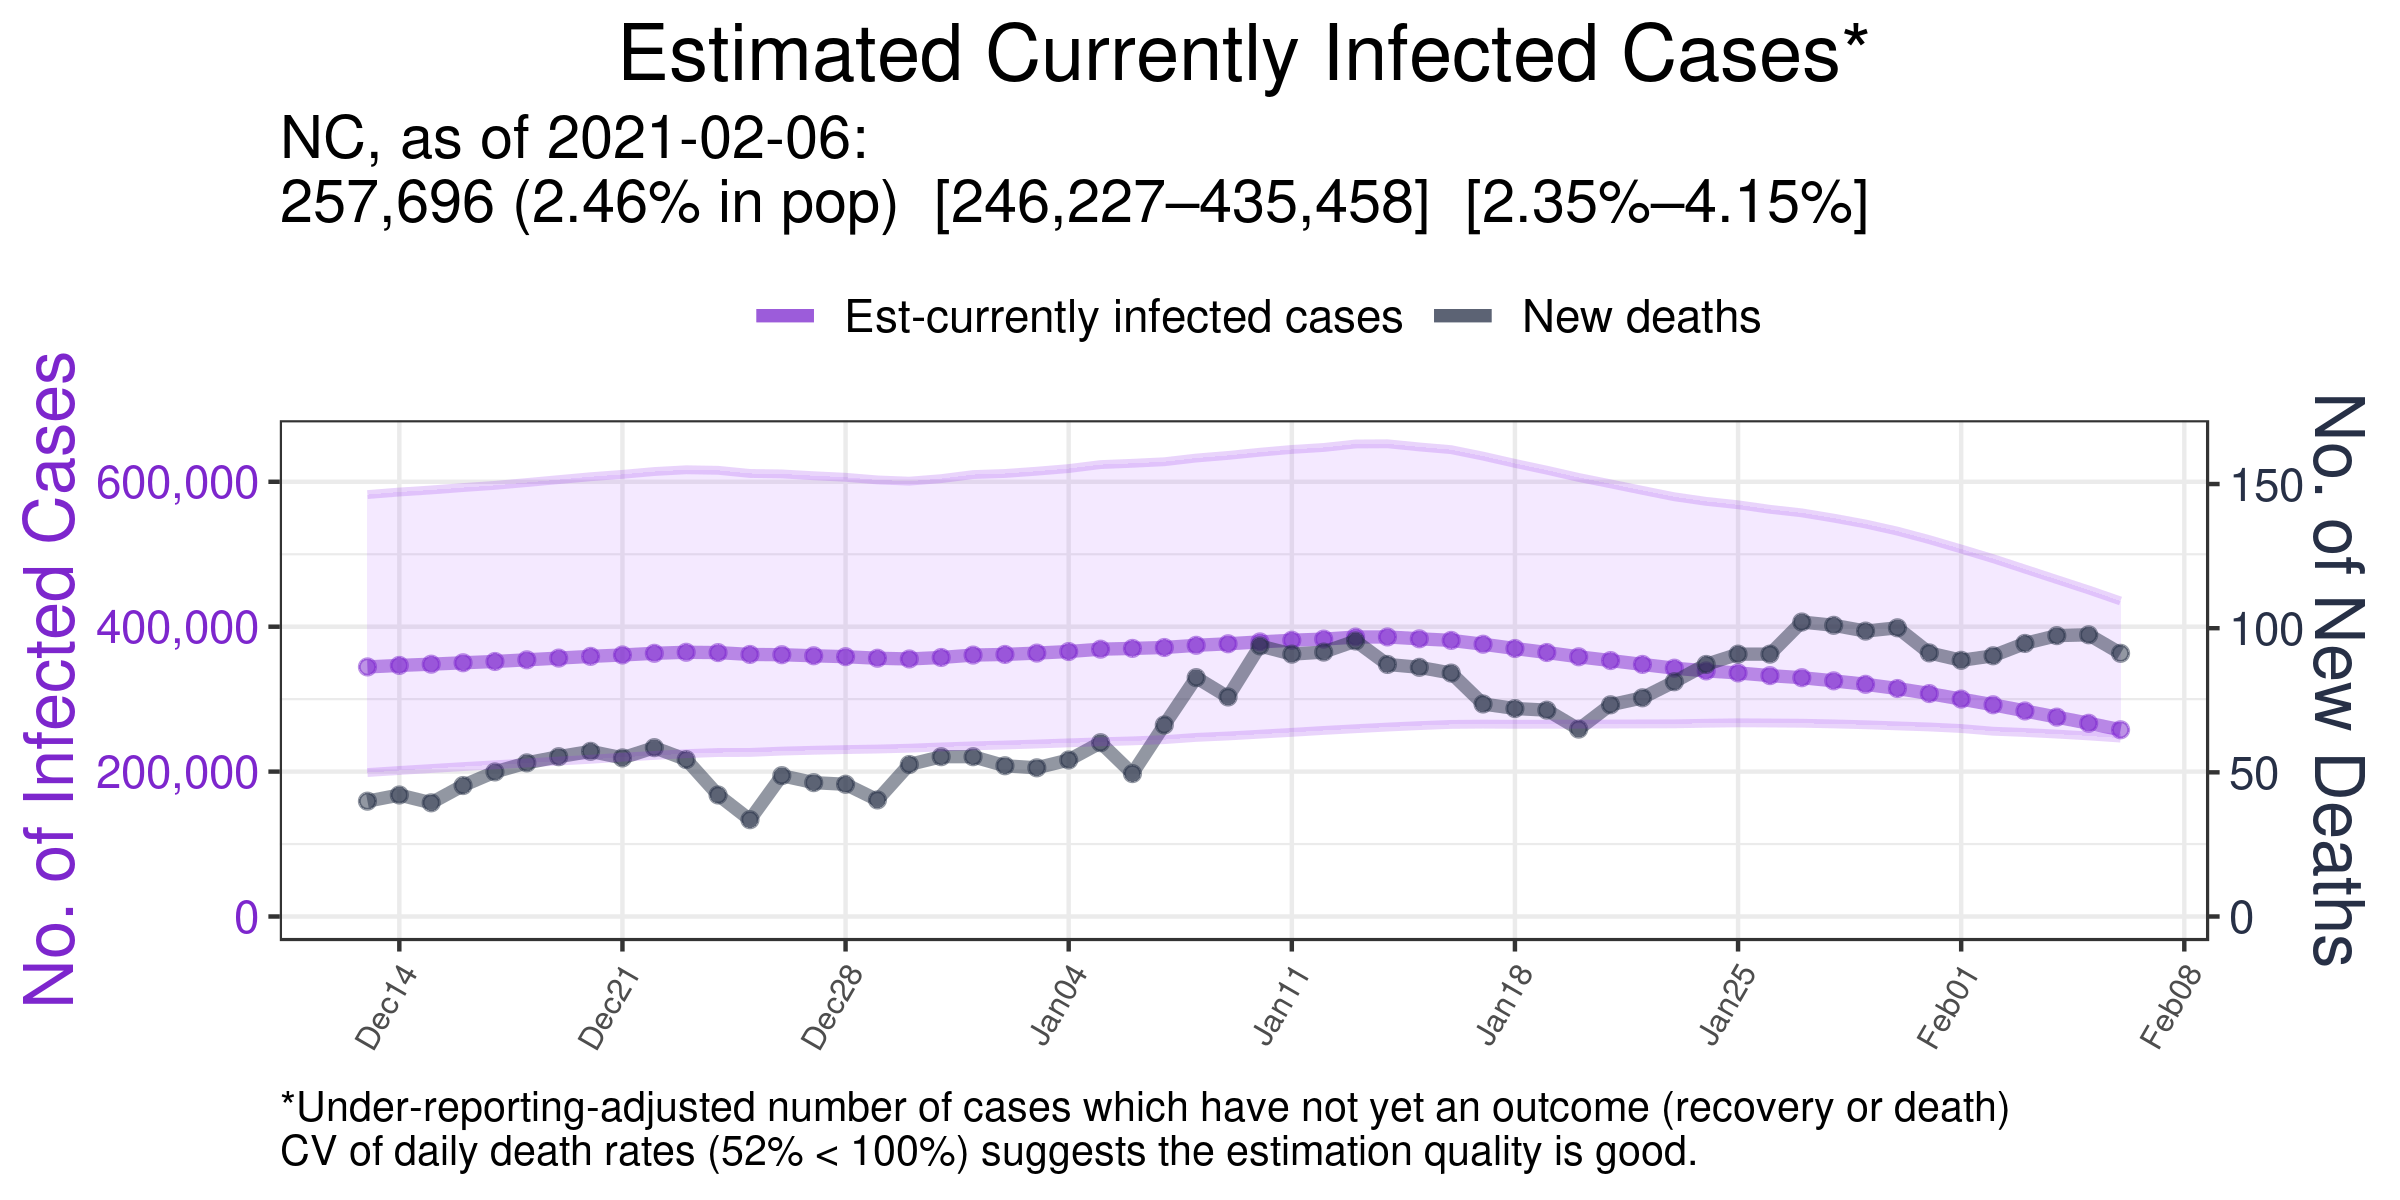 Estimated Currently Infected Cases*
NC, as of 2021-02-06:
257,696 (2.46% in pop)  [246,227–435,458]  [2.35%–4.15%]
Est-currently infected cases
New deaths
No. of Infected Cases
600,000
400,000
200,000
0
150
100
50
0
No. of New Deaths
Dec14
Dec21
Dec28
Jan04
Jan11
Jan18
Jan25
Feb01
Feb08
*Under-reporting-adjusted number of cases which have not yet an outcome (recovery or death)
CV of daily death rates (52% < 100%) suggests the estimation quality is good.